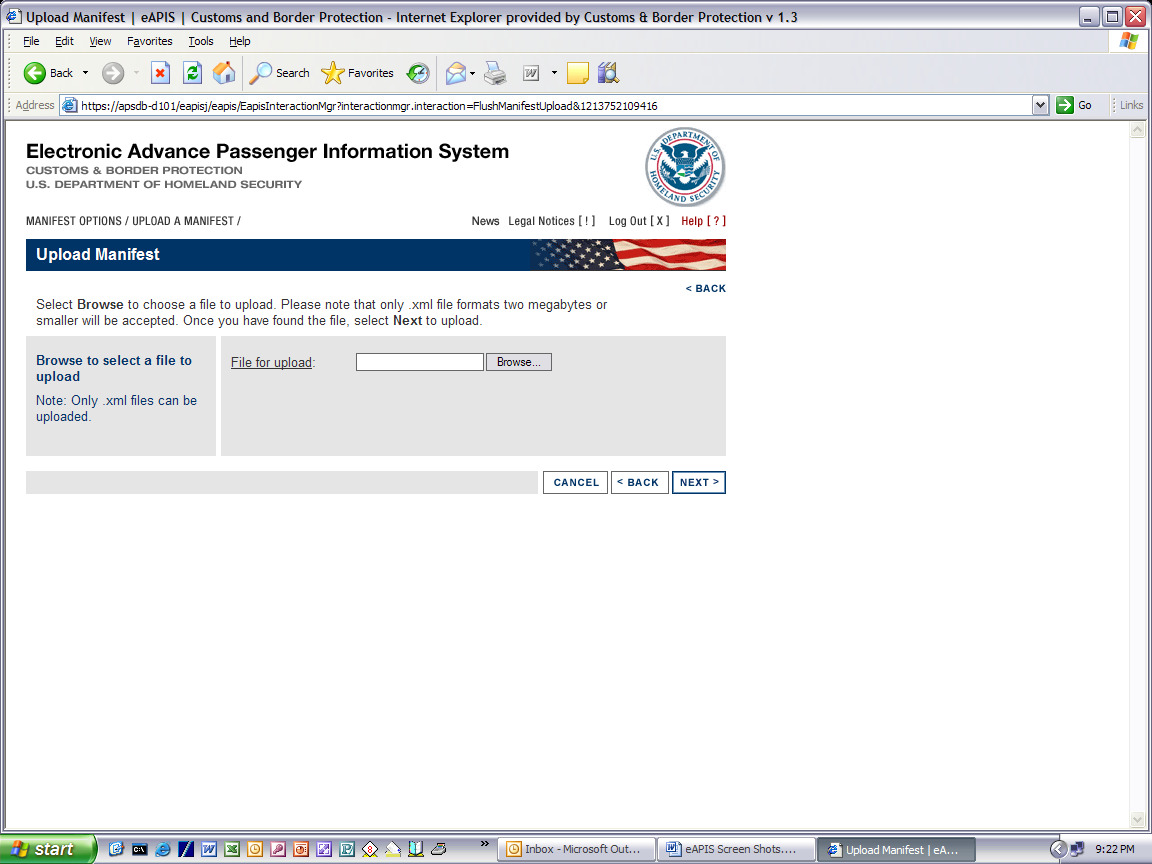 Upload Manifest | eAPIS | Customs and Border Protection - Internet Explorer provided by Customs & Border Protection v 1.3
File Edit View Favorites Tools Help
Back Search Favorites
Address https://apsdb-d101/eapisj/eapis/EapisInteractionMgr?interactionmgr.interaction=FlushManifestUpload&1213752109416 Go Links
Electronic Advance Passenger Information System
CUSTOMS & BORDER PROTECTION
U.S. DEPARTMENT OF HOMELAND SECURITY
U.S. DEPARTMENT OF HOMELAND SECURITY
MANIFEST OPTIONS / UPLOAD A MANIFEST / News Legal Notices [ ! ] Log Out [ X ] Help [ ? ]
Upload Manifest
< BACK
Select Browse to choose a file to upload. Please note that only .xml file formats two megabytes or
smaller will be accepted. Once you have found the file, select Next to upload.
Browse to select a file to
upload
Note: Only .xml files can be
uploaded.
File for upload: Browse...
CANCEL < BACK NEXT >
start C:\ » Inbox - Microsoft Out... eAPIS Screen Shots.... Upload Manifest | eA... 9:22 PM